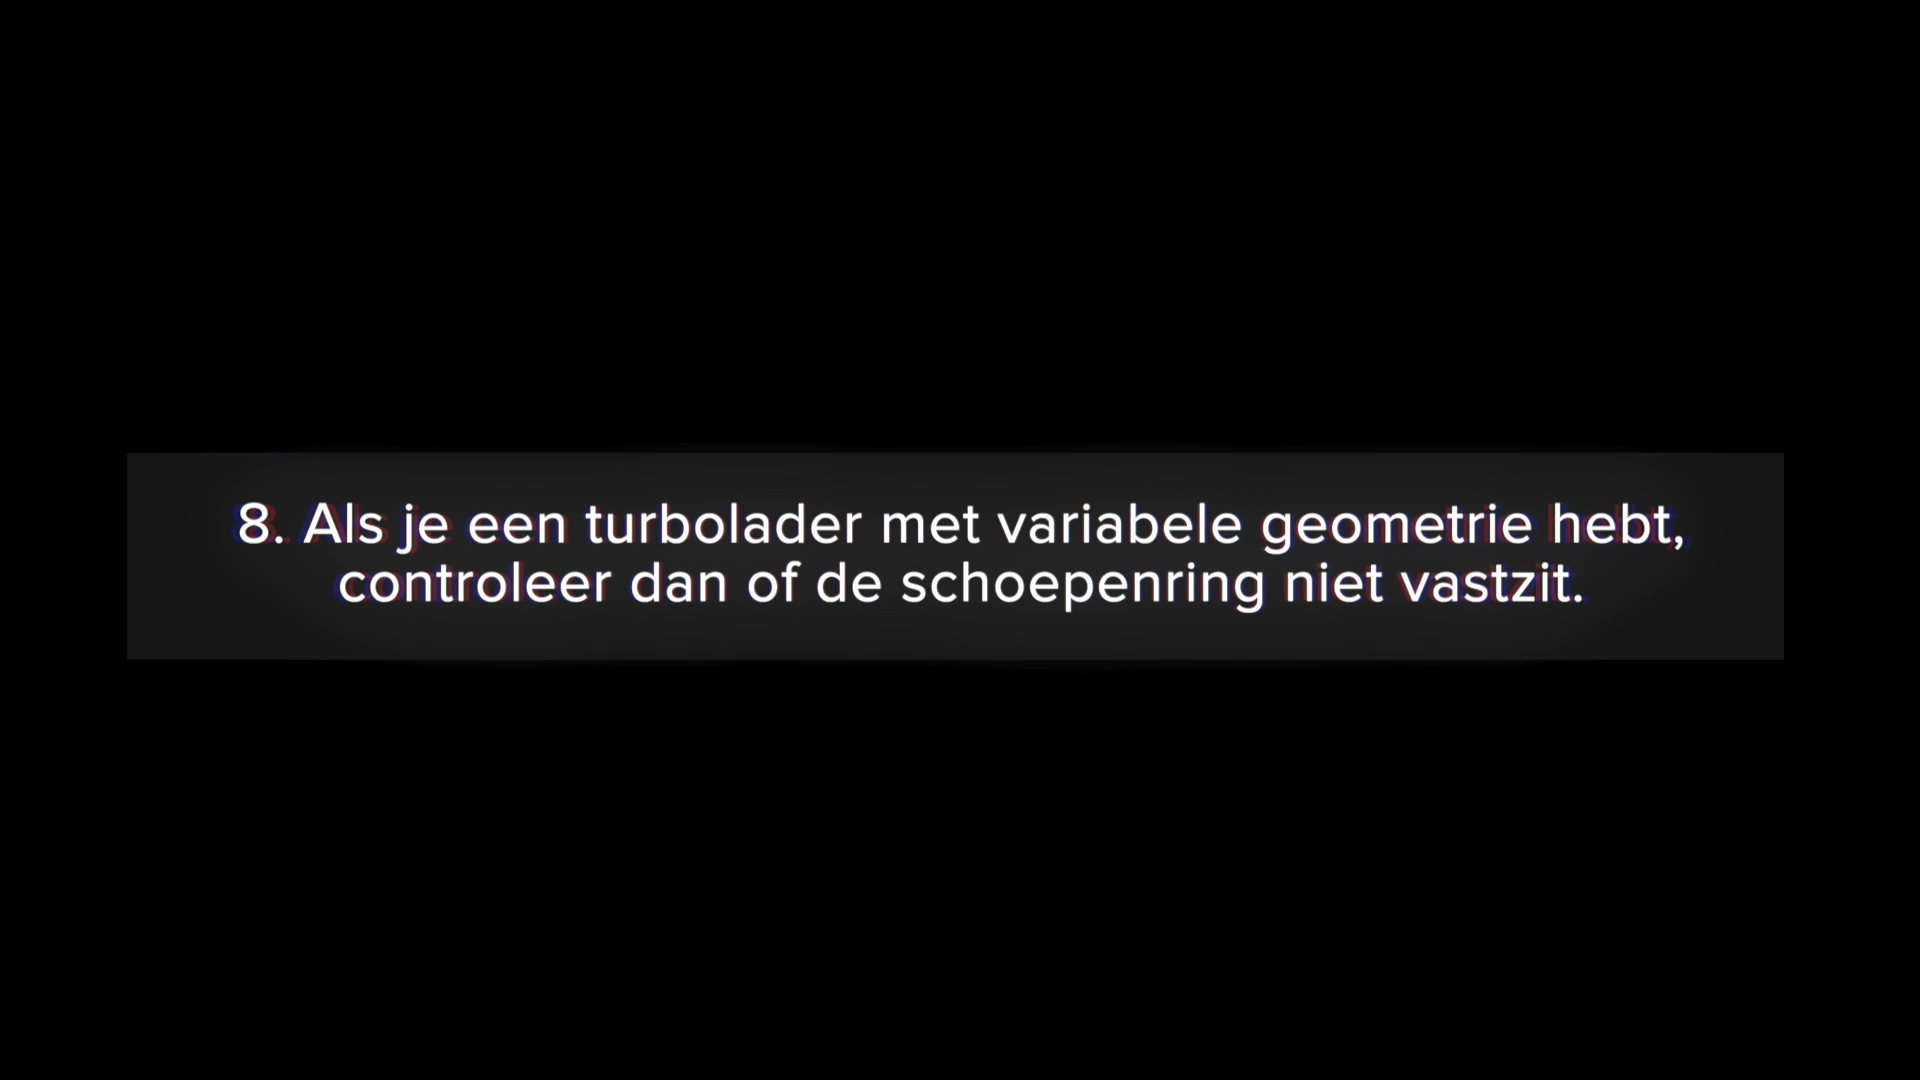 8. Als je een turbolader met variabele geometrie hebt,
controleer dan of de schoepenring niet vastzit.